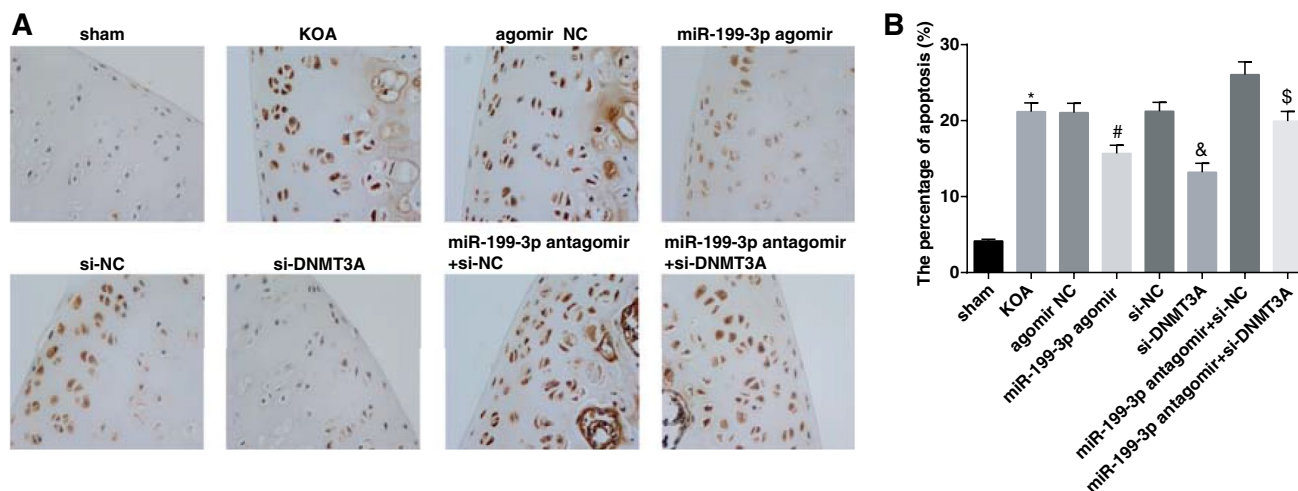 A
sham
KOA
agomir NC
miR-199-3p agomir
si-NC
si-DNMT3A
miR-199-3p antagomir
+si-NC
miR-199-3p antagomir
+si-DNMT3A
B
The percentage of apoptosis (%)
30
20
10
0
*
#
&
$
sham
KOA
agomir NC
miR-199-3p agomir
si-NC
si-DNMT3A
miR-199-3p antagomir+si-NC
miR-199-3p antagomir+si-DNMT3A